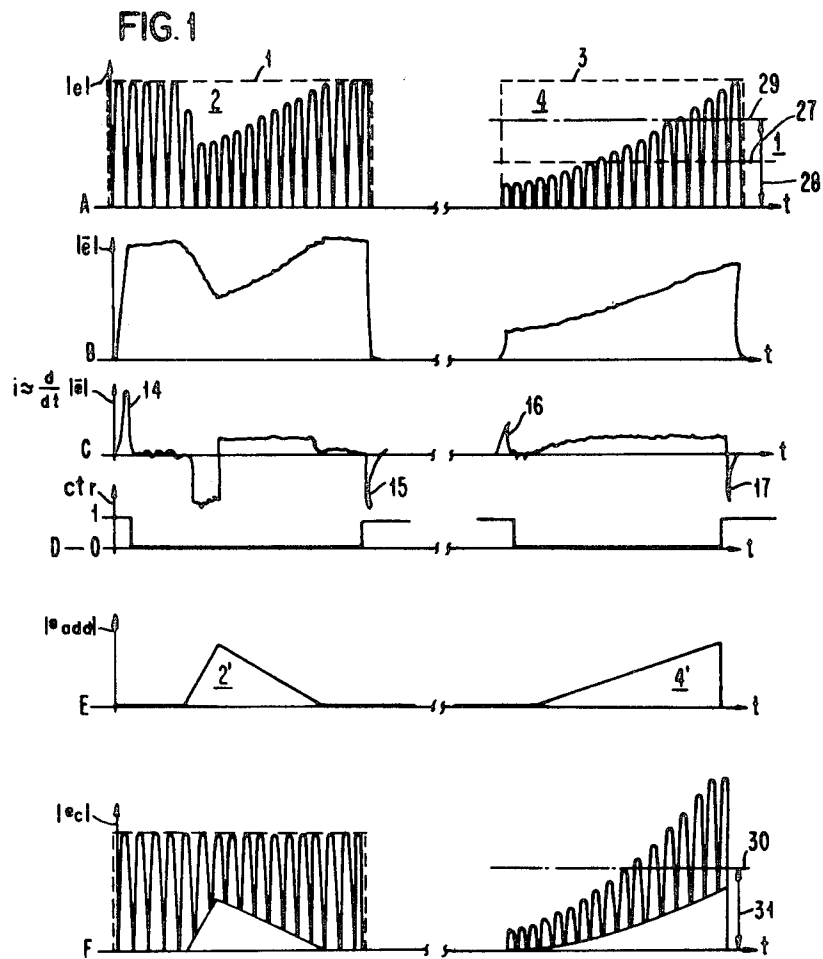 FIG. 1
|e|
1
2
3
4
29
27
1
28
A
t
|ē|
B
t
i ≈ d/dt |ē|
14
16
C
t
15
17
ctr
1
D — 0
t
|e add|
2'
4'
E
t
|e c|
30
31
F
t